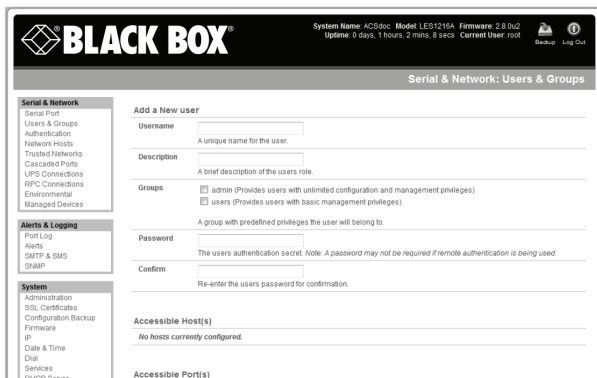 BLACK BOX®
System Name: ACSdoc Model: LES1216A Firmware: 2.8.0u2
Uptime: 0 days, 1 hours, 2 mins, 8 secs Current User: root
Backup Log Out
Serial & Network: Users & Groups
Serial & Network
Serial Port
Users & Groups
Authentication
Network Hosts
Trusted Networks
Cascaded Ports
UPS Connections
RPC Connections
Environmental
Managed Devices
Alerts & Logging
Port Log
Alerts
SMTP & SMS
SNMP
System
Administration
SSL Certificates
Configuration Backup
Firmware
IP
Date & Time
Dial
Services
DHCP Server
Add a New user
Username
A unique name for the user.
Description
A brief description of the users role.
Groups
admin (Provides users with unlimited configuration and management privileges)
users (Provides users with basic management privileges)
A group with predefined privileges the user will belong to.
Password
The users authentication secret. Note: A password may not be required if remote authentication is being used.
Confirm
Re-enter the users password for confirmation.
Accessible Host(s)
No hosts currently configured.
Accessible Port(s)